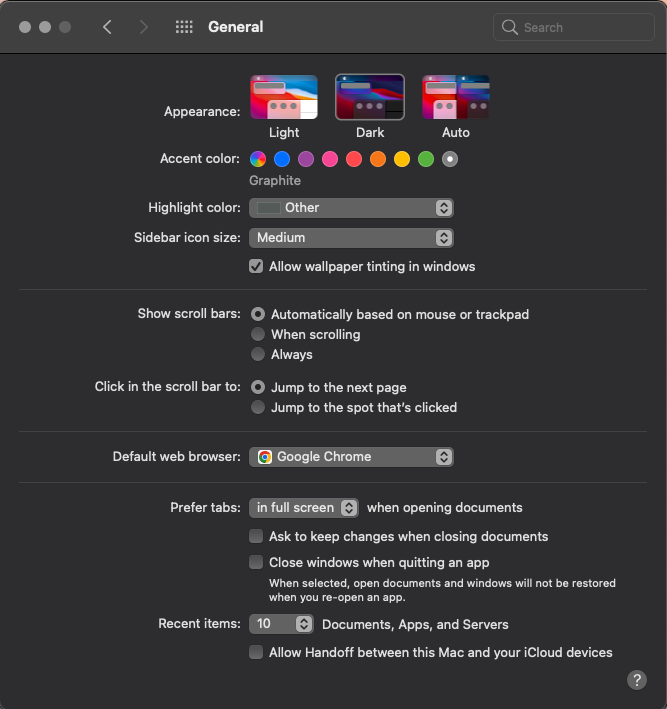 General
Search
Appearance:
Light Dark Auto
Accent color:
Graphite
Highlight color: Other
Sidebar icon size: Medium
Allow wallpaper tinting in windows
Show scroll bars: Automatically based on mouse or trackpad
When scrolling
Always
Click in the scroll bar to: Jump to the next page
Jump to the spot that's clicked
Default web browser: Google Chrome
Prefer tabs: in full screen when opening documents
Ask to keep changes when closing documents
Close windows when quitting an app
When selected, open documents and windows will not be restored
when you re-open an app.
Recent items: 10 Documents, Apps, and Servers
Allow Handoff between this Mac and your iCloud devices
?